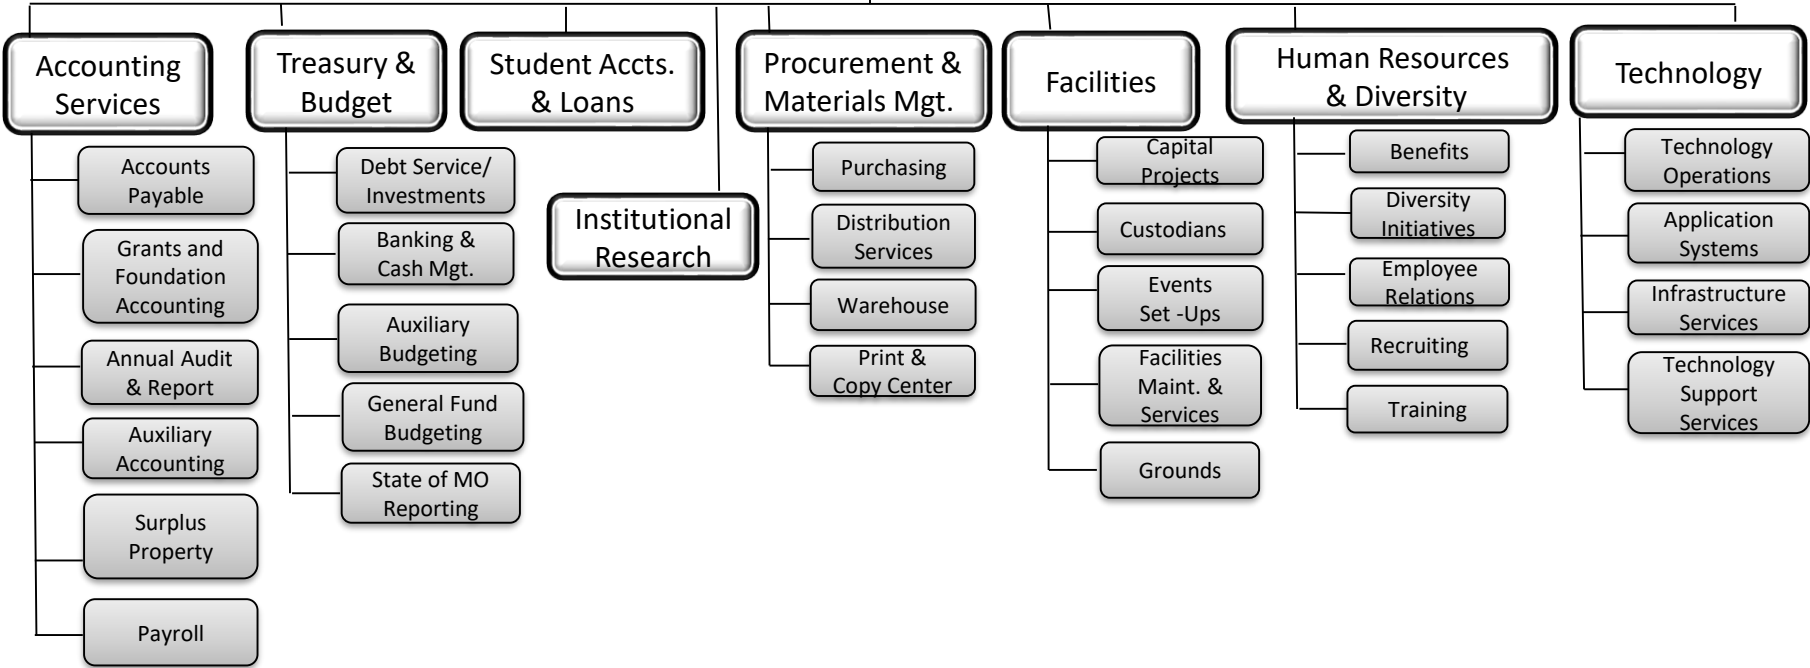 Accounting
Services
Accounts
Payable
Grants and
Foundation
Accounting
Annual Audit
& Report
Auxiliary
Accounting
Surplus
Property
Payroll
Treasury &
Budget
Debt Service/
Investments
Banking &
Cash Mgt.
Auxiliary
Budgeting
General Fund
Budgeting
State of MO
Reporting
Student Accts.
& Loans
Institutional
Research
Procurement &
Materials Mgt.
Purchasing
Distribution
Services
Warehouse
Print &
Copy Center
Facilities
Capital
Projects
Custodians
Events
Set -Ups
Facilities
Maint. &
Services
Grounds
Human Resources
& Diversity
Benefits
Diversity
Initiatives
Employee
Relations
Recruiting
Training
Technology
Technology
Operations
Application
Systems
Infrastructure
Services
Technology
Support
Services